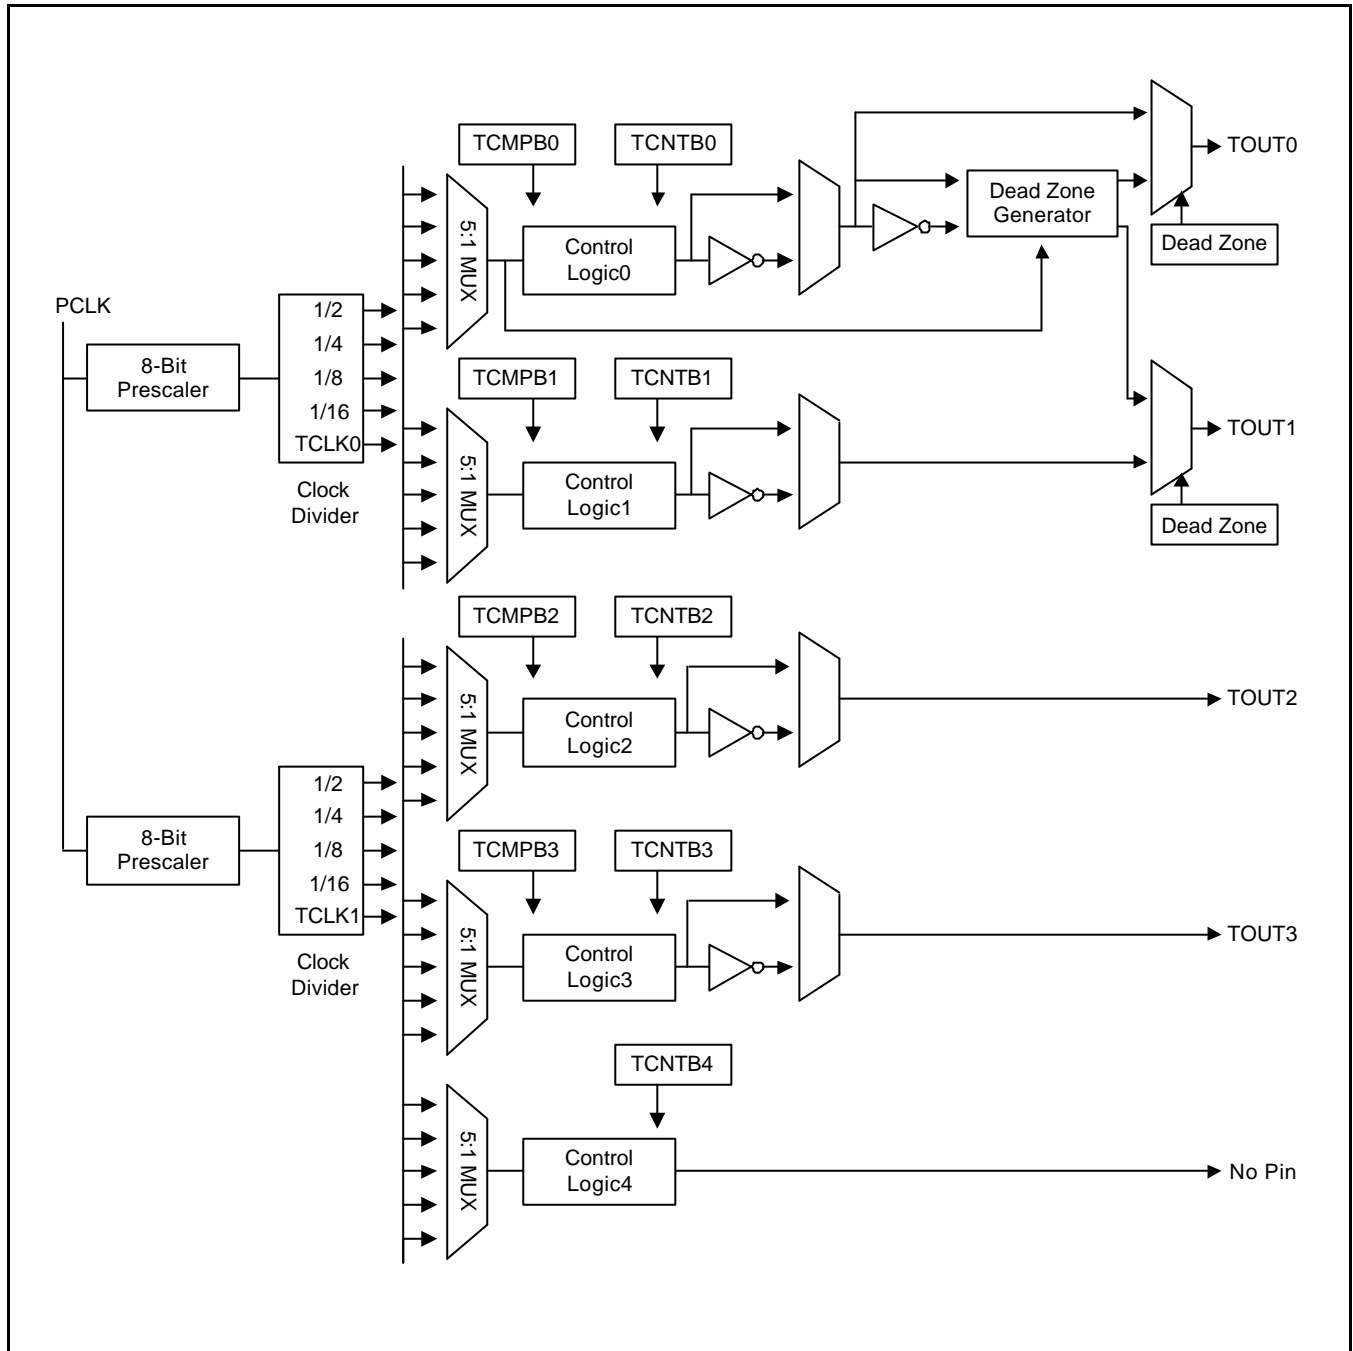 TCMPB0
TCNTB0
TOUT0
5:1 MUX
Control
Logic0
Dead Zone
Generator
Dead Zone
PCLK
8-Bit
Prescaler
1/2
1/4
1/8
1/16
TCLK0
Clock
Divider
TCMPB1
TCNTB1
TOUT1
5:1 MUX
Control
Logic1
Dead Zone
TCMPB2
TCNTB2
5:1 MUX
Control
Logic2
TOUT2
8-Bit
Prescaler
1/2
1/4
1/8
1/16
TCLK1
Clock
Divider
TCMPB3
TCNTB3
5:1 MUX
Control
Logic3
TOUT3
TCNTB4
5:1 MUX
Control
Logic4
No Pin